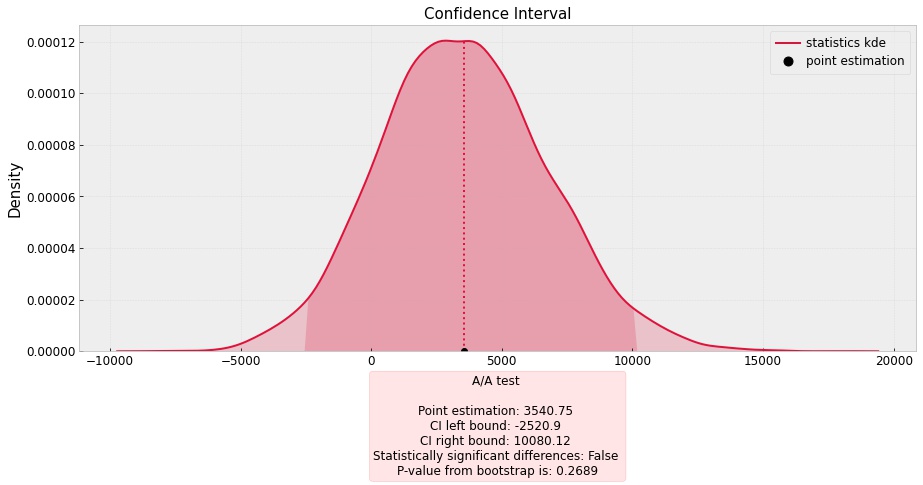 Confidence Interval
statistics kde
point estimation
Density
0.00012
0.00010
0.00008
0.00006
0.00004
0.00002
0.00000
−10000 −5000 0 5000 10000 15000 20000
A/A test
Point estimation: 3540.75
CI left bound: -2520.9
CI right bound: 10080.12
Statistically significant differences: False
P-value from bootstrap is: 0.2689